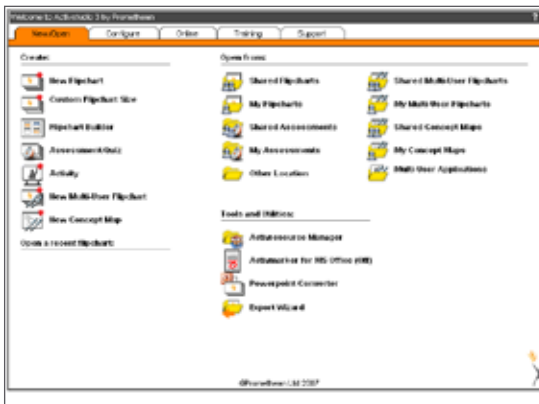 Welcome to Activstudio 3 by Promethean
New/Open
Configure
Online
Training
Support
Create:
New Flipchart
Custom Flipchart Size
Flipchart Builder
Assessment/Quiz
Activity
New Multi-User Flipchart
New Concept Map
Open a recent flipchart:
Open from:
Shared Flipcharts
My Flipcharts
Shared Assessments
My Assessments
Other Location
Shared Multi-User Flipcharts
My Multi-User Flipcharts
Shared Concept Maps
My Concept Maps
Multi-User Applications
Tools and Utilities:
Activresource Manager
Activmarker for MS Office (Off)
Powerpoint Converter
Export Wizard
©Promethean Ltd 2007